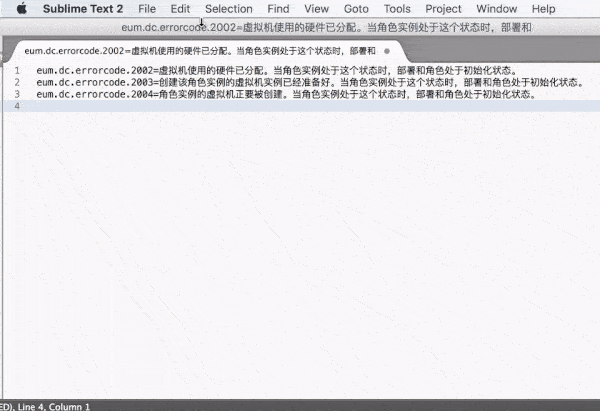 Sublime Text 2 File Edit Selection Find View Goto Tools Project Window Help
eum.dc.errorcode.2002=虚拟机使用的硬件已分配。当角色实例处于这个状态时，部署和
eum.dc.errorcode.2002=虚拟机使用的硬件已分配。当角色实例处于这个状态时，部署和
1 eum.dc.errorcode.2002=虚拟机使用的硬件已分配。当角色实例处于这个状态时，部署和角色处于初始化状态。
2 eum.dc.errorcode.2003=创建该角色实例的虚拟机实例已经准备好。当角色实例处于这个状态时，部署和角色处于初始化状态。
3 eum.dc.errorcode.2004=角色实例的虚拟机正要被创建。当角色实例处于这个状态时，部署和角色处于初始化状态。
4
ED), Line 4, Column 1